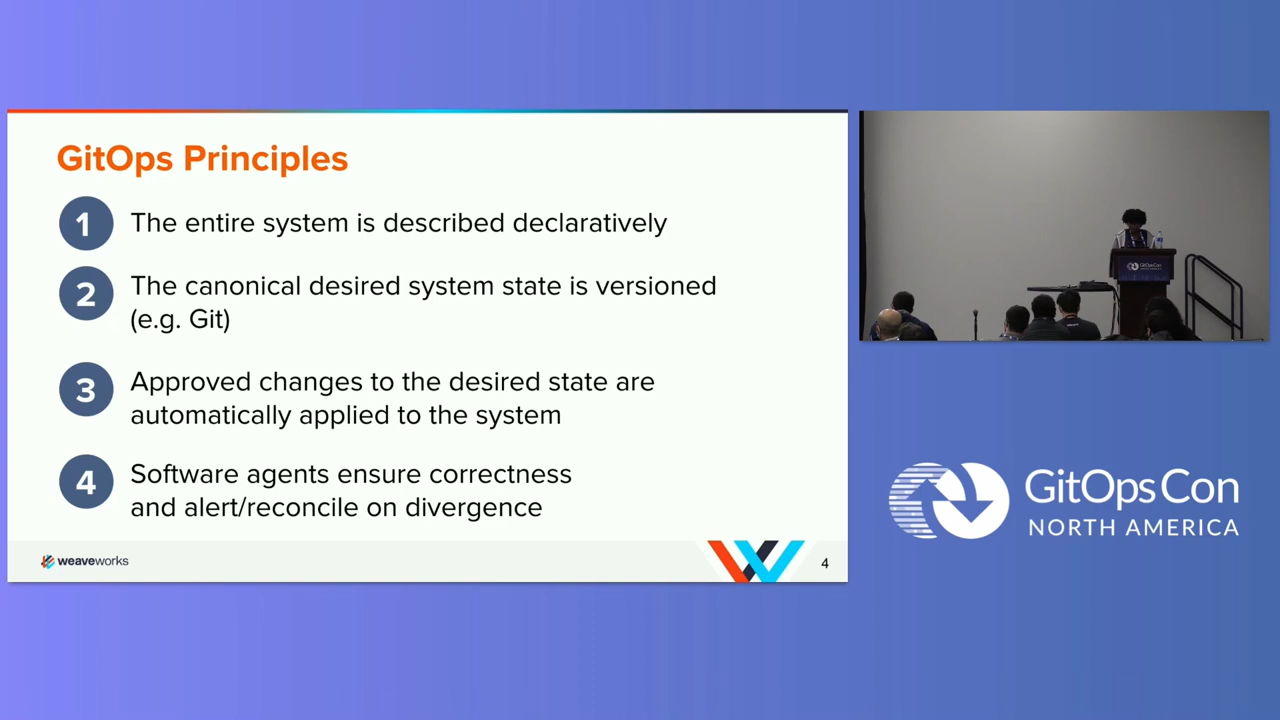 GitOps Principles
1
The entire system is described declaratively
2
The canonical desired system state is versioned
(e.g. Git)
3
Approved changes to the desired state are
automatically applied to the system
4
Software agents ensure correctness
and alert/reconcile on divergence
weaveworks
4
GitOpsCon
GitOpsCon
NORTH AMERICA